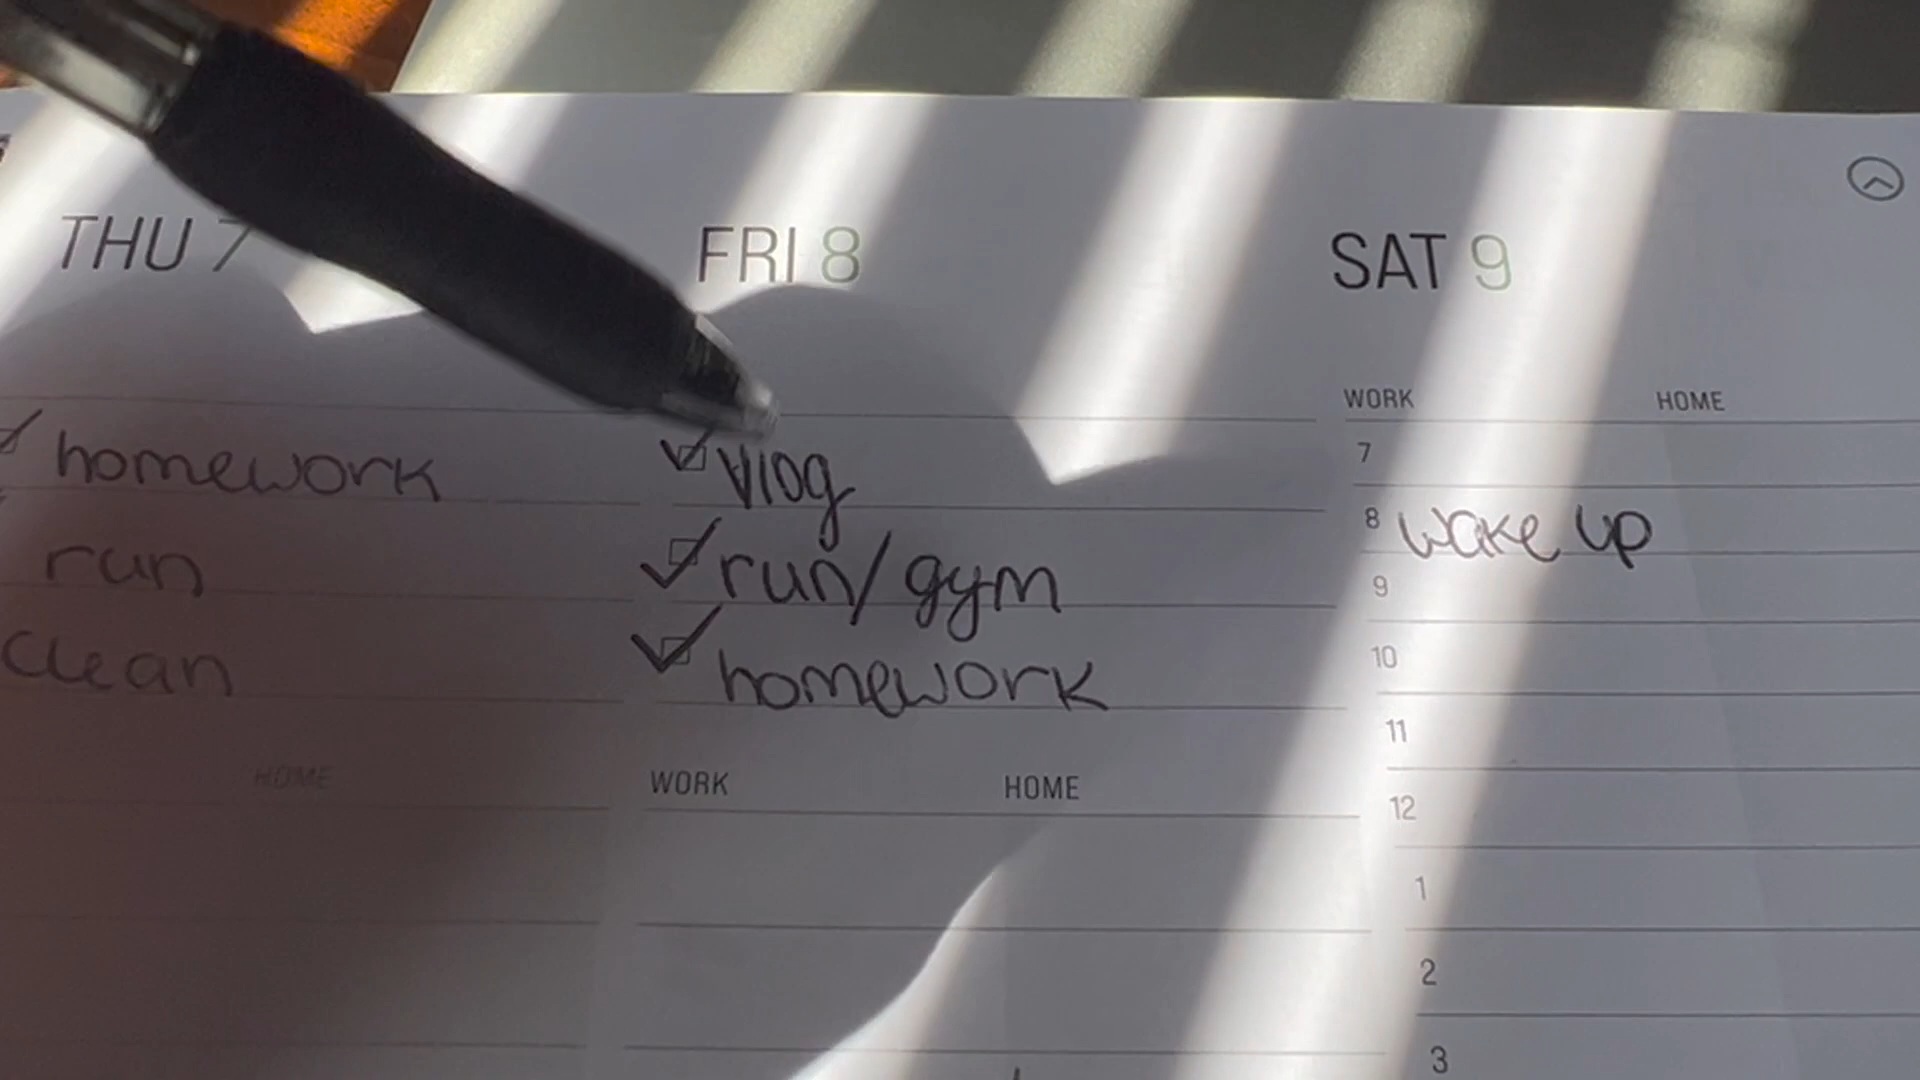 THU 7
FRI 8
SAT 9
homework
run
clean
HOME
vlog
run/gym
homework
WORK HOME
WORK HOME
7
8 wake up
9
10
11
12
1
2
3